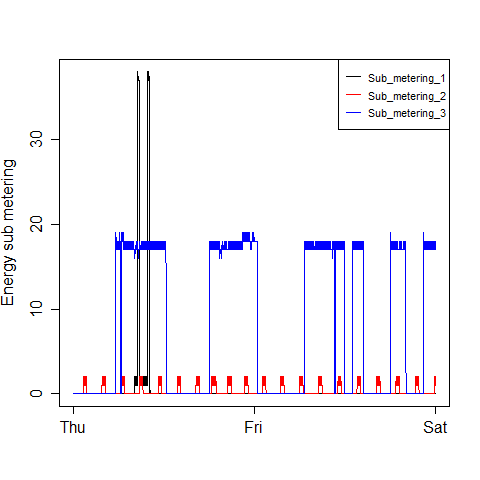 Sub_metering_1
Sub_metering_2
Sub_metering_3
Energy sub metering
30
20
10
0
Thu Fri Sat